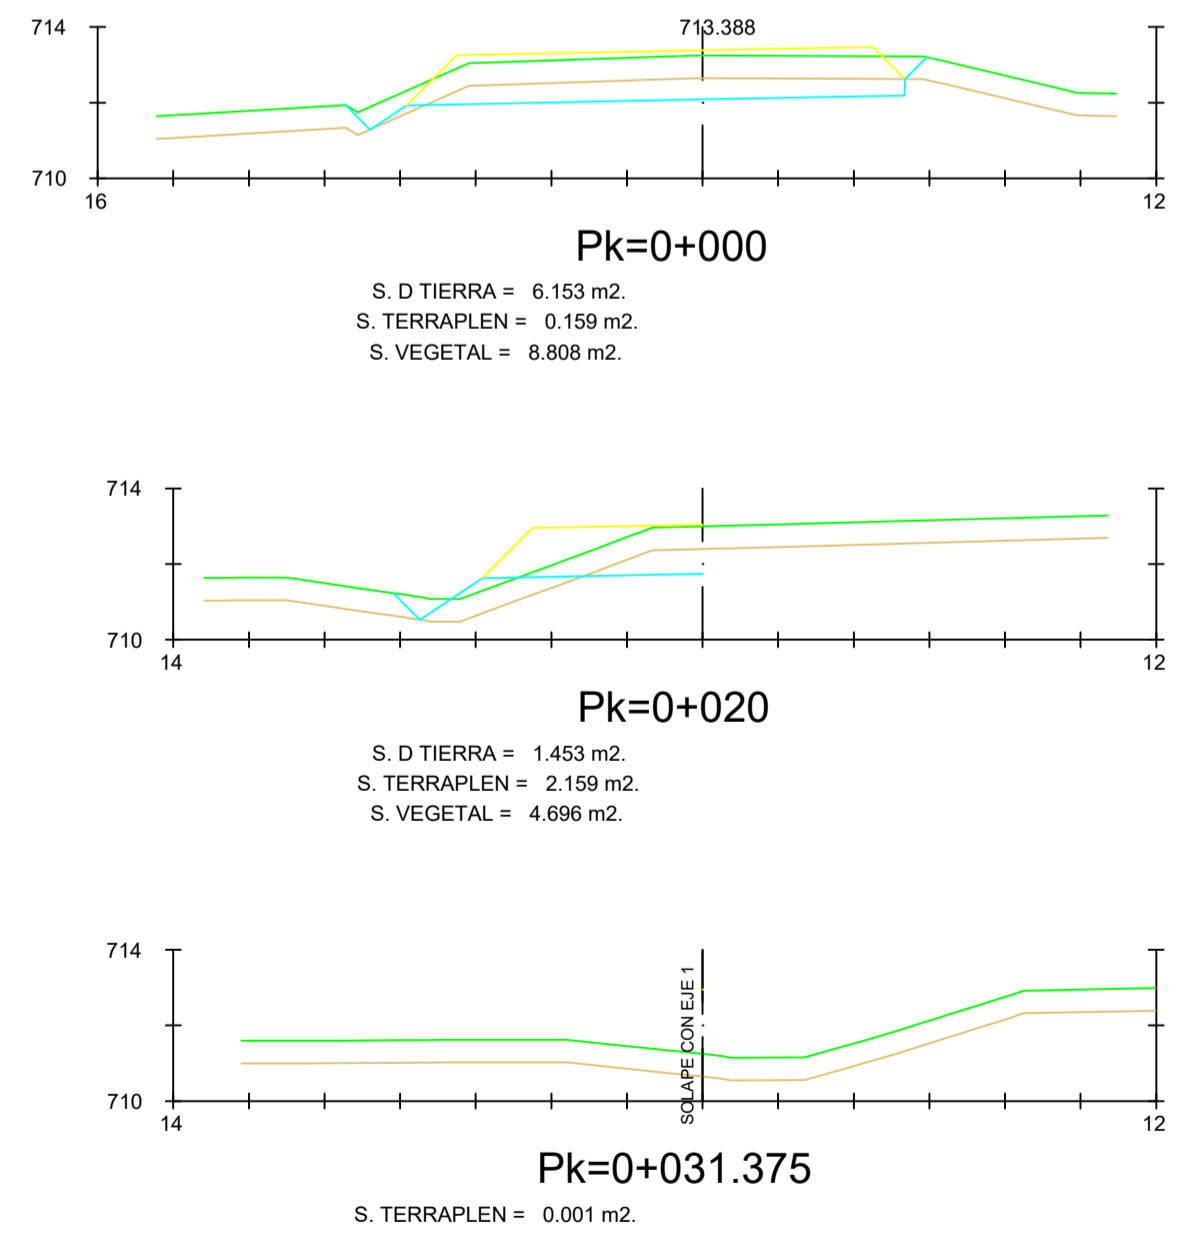 714
713.388
710
16
12
Pk=0+000
S. D TIERRA = 6.153 m2.
S. TERRAPLEN = 0.159 m2.
S. VEGETAL = 8.808 m2.
714
710
14
12
Pk=0+020
S. D TIERRA = 1.453 m2.
S. TERRAPLEN = 2.159 m2.
S. VEGETAL = 4.696 m2.
714
SOLAPE CON EJE 1
710
14
12
Pk=0+031.375
S. TERRAPLEN = 0.001 m2.